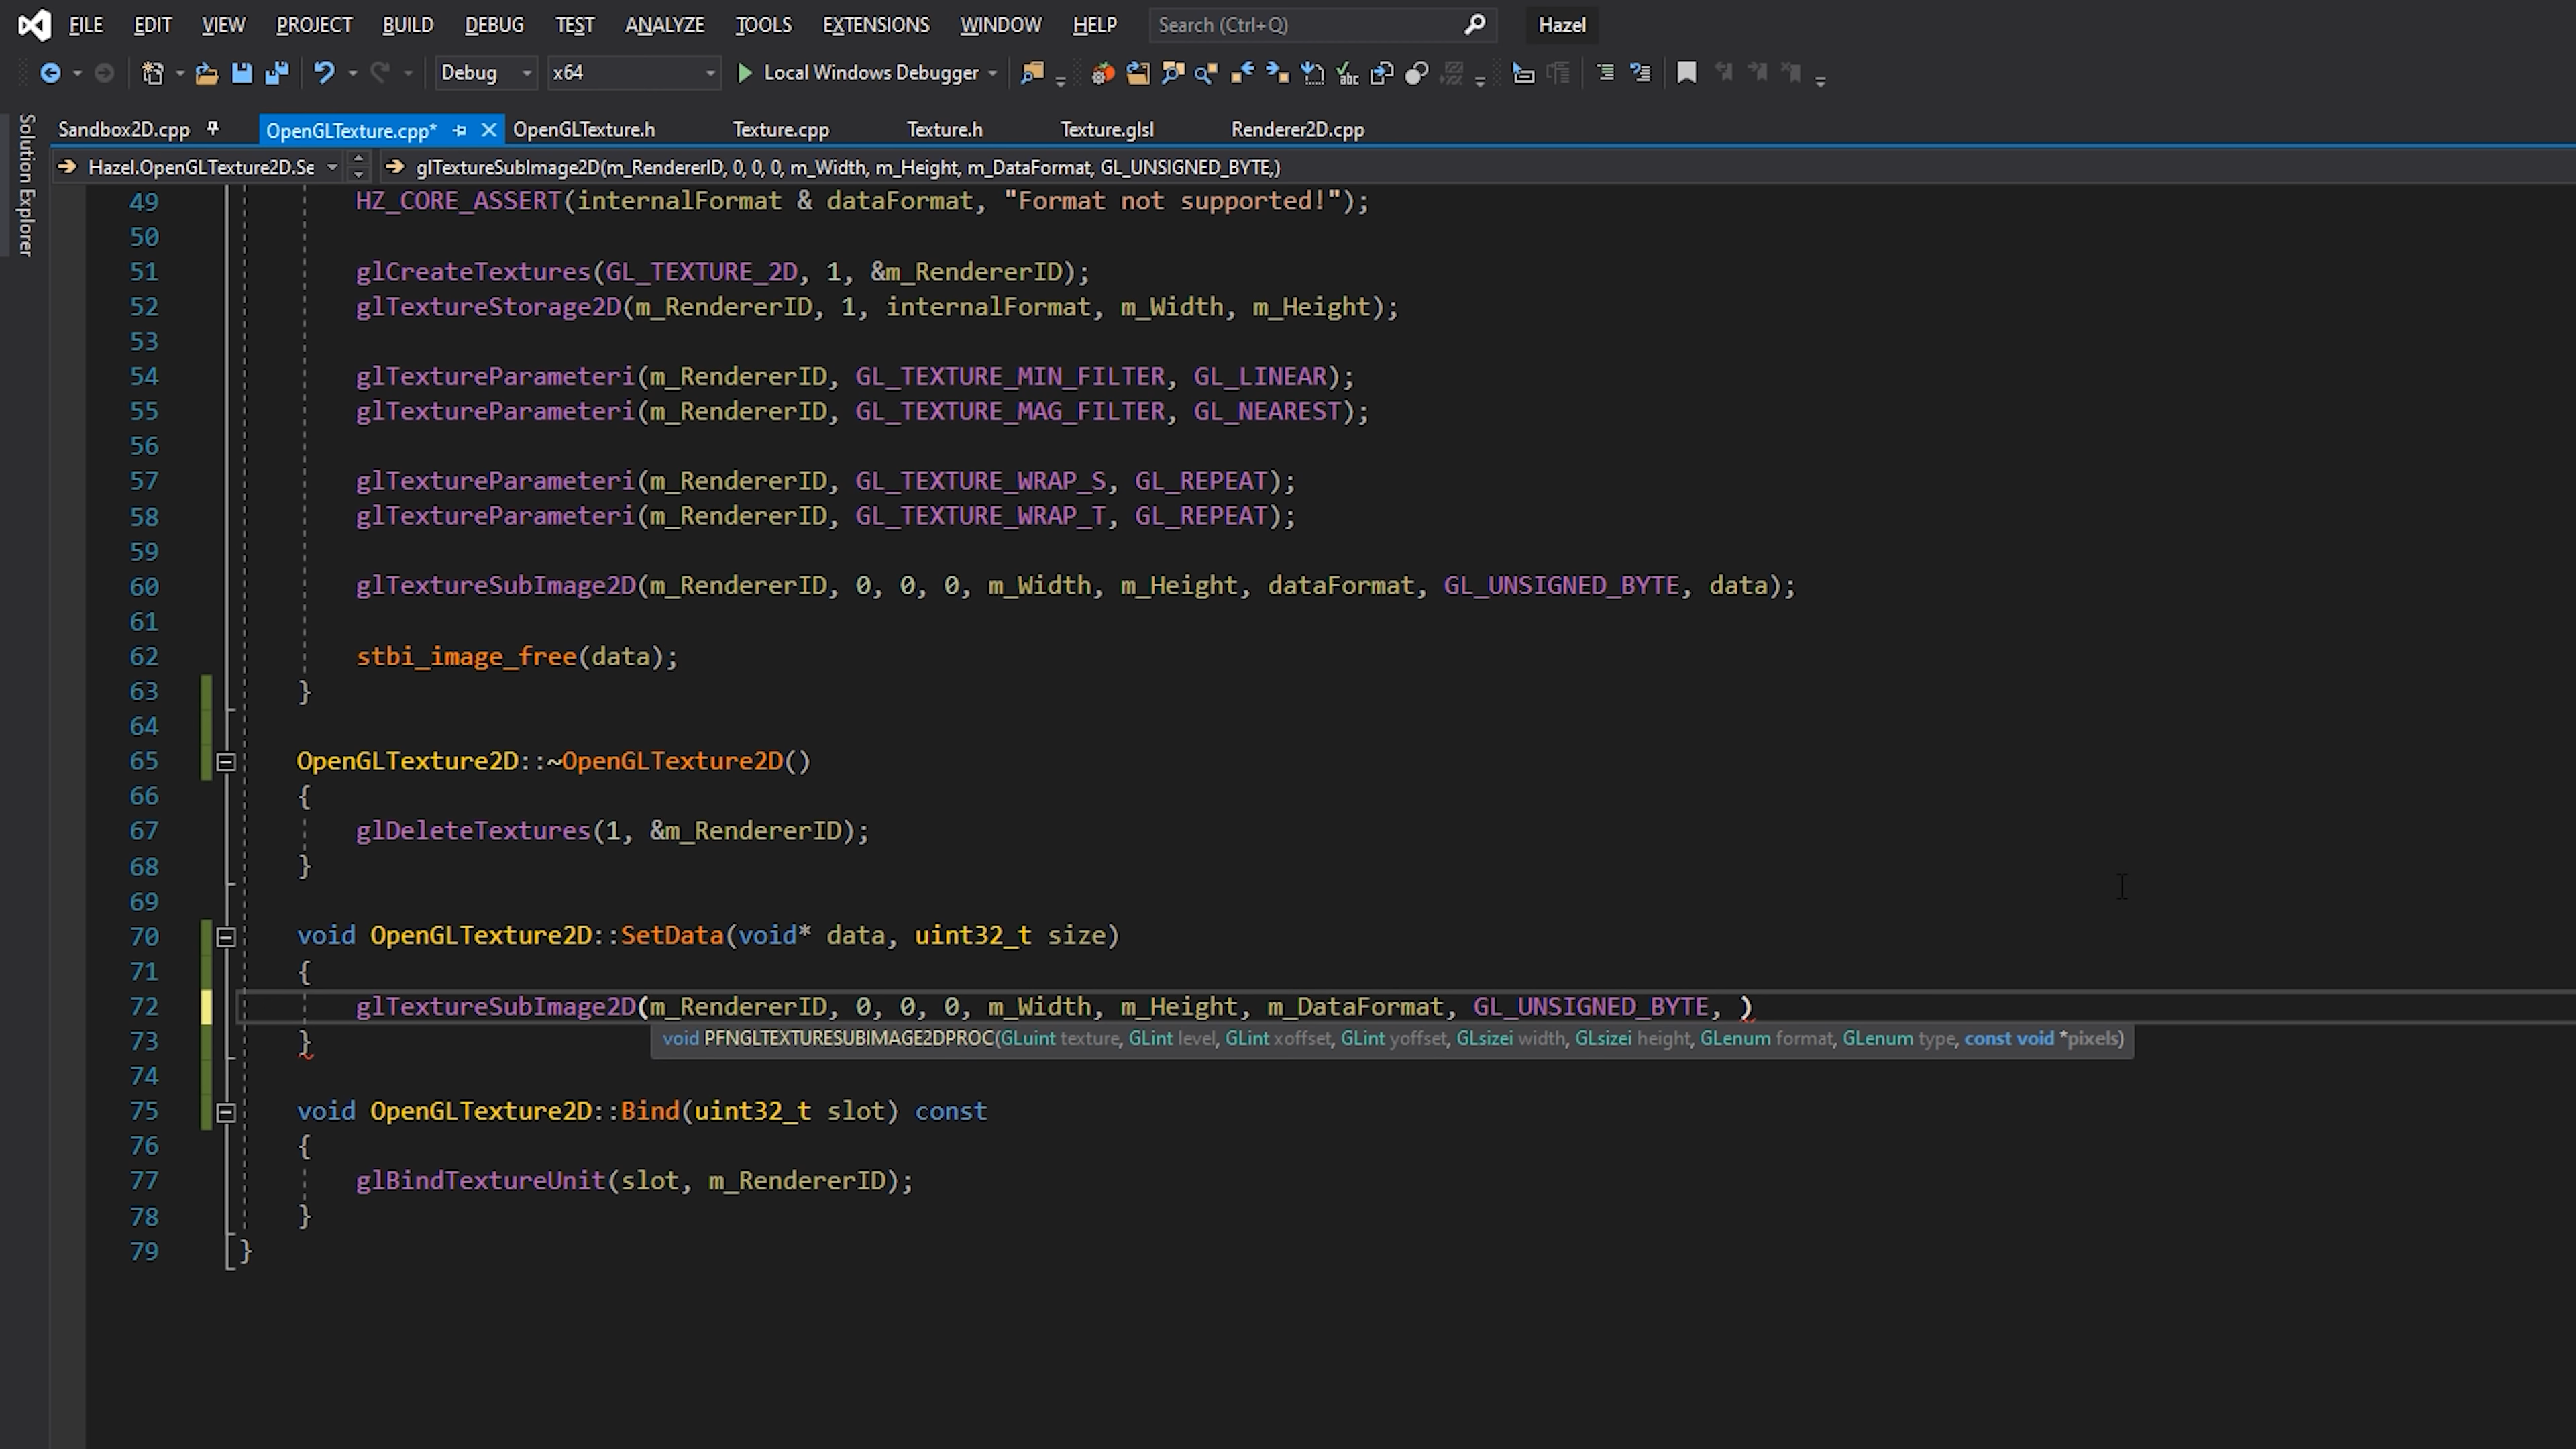 FILE EDIT VIEW PROJECT BUILD DEBUG TEST ANALYZE TOOLS EXTENSIONS WINDOW HELP Search (Ctrl+Q) Hazel
Debug x64 Local Windows Debugger
Solution Explorer
Sandbox2D.cpp OpenGLTexture.cpp* OpenGLTexture.h Texture.cpp Texture.h Texture.glsl Renderer2D.cpp
Hazel.OpenGLTexture2D.Se glTextureSubImage2D(m_RendererID, 0, 0, 0, m_Width, m_Height, m_DataFormat, GL_UNSIGNED_BYTE,)
49 HZ_CORE_ASSERT(internalFormat & dataFormat, "Format not supported!");
50
51 glCreateTextures(GL_TEXTURE_2D, 1, &m_RendererID);
52 glTextureStorage2D(m_RendererID, 1, internalFormat, m_Width, m_Height);
53
54 glTextureParameteri(m_RendererID, GL_TEXTURE_MIN_FILTER, GL_LINEAR);
55 glTextureParameteri(m_RendererID, GL_TEXTURE_MAG_FILTER, GL_NEAREST);
56
57 glTextureParameteri(m_RendererID, GL_TEXTURE_WRAP_S, GL_REPEAT);
58 glTextureParameteri(m_RendererID, GL_TEXTURE_WRAP_T, GL_REPEAT);
59
60 glTextureSubImage2D(m_RendererID, 0, 0, 0, m_Width, m_Height, dataFormat, GL_UNSIGNED_BYTE, data);
61
62 stbi_image_free(data);
63 }
64
65 OpenGLTexture2D::~OpenGLTexture2D()
66 {
67 glDeleteTextures(1, &m_RendererID);
68 }
69
70 void OpenGLTexture2D::SetData(void* data, uint32_t size)
71 {
72 glTextureSubImage2D(m_RendererID, 0, 0, 0, m_Width, m_Height, m_DataFormat, GL_UNSIGNED_BYTE, )
73 } void PFNGLTEXTURESUBIMAGE2DPROC(GLuint texture, GLint level, GLint xoffset, GLint yoffset, GLsizei width, GLsizei height, GLenum format, GLenum type, const void *pixels)
74
75 void OpenGLTexture2D::Bind(uint32_t slot) const
76 {
77 glBindTextureUnit(slot, m_RendererID);
78 }
79 }